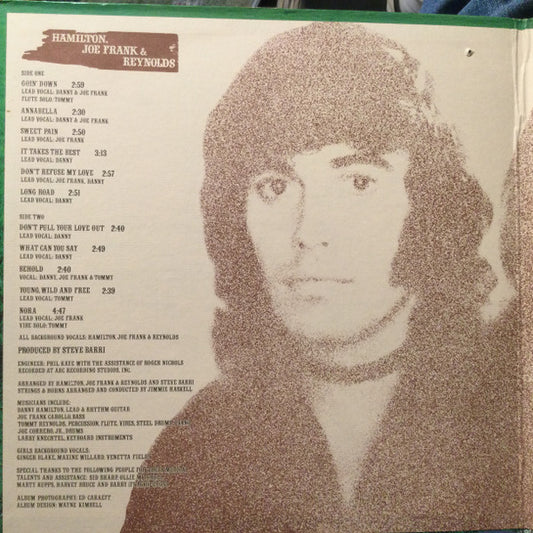 HAMILTON,
JOE FRANK &
REYNOLDS
SIDE ONE
GOIN' DOWN 2:59
LEAD VOCAL: DANNY & JOE FRANK
FLUTE SOLO: TOMMY
ANNABELLA 2:30
LEAD VOCAL: DANNY & JOE FRANK
SWEET PAIN 2:50
LEAD VOCAL: JOE FRANK
IT TAKES THE BEST 3:13
LEAD VOCAL: DANNY
DON'T REFUSE MY LOVE 2:57
LEAD VOCAL: JOE FRANK, DANNY
LONG ROAD 2:51
LEAD VOCAL: DANNY
SIDE TWO
DON'T PULL YOUR LOVE OUT 2:40
LEAD VOCAL: DANNY
WHAT CAN YOU SAY 2:49
LEAD VOCAL: DANNY
BEHOLD 2:40
VOCAL: DANNY, JOE FRANK & TOMMY
YOUNG, WILD AND FREE 2:39
LEAD VOCAL: TOMMY
NORA 4:47
LEAD VOCAL: JOE FRANK
VIBE SOLO: TOMMY
ALL BACKGROUND VOCALS: HAMILTON, JOE FRANK & REYNOLDS
PRODUCED BY STEVE BARRI
ENGINEER: PHIL KAYE WITH THE ASSISTANCE OF ROGER NICHOLS
RECORDED AT ABC RECORDING STUDIOS, INC.
ARRANGED BY HAMILTON, JOE FRANK & REYNOLDS AND STEVE BARRI
STRINGS & HORNS ARRANGED AND CONDUCTED BY JIMMIE HASKELL
MUSICIANS INCLUDE:
DANNY HAMILTON, LEAD & RHYTHM GUITAR
JOE FRANK CAROLLO, BASS
TOMMY REYNOLDS, PERCUSSION, FLUTE, VIBES, STEEL DRUM
JOE CORRERO, JR., DRUMS
LARRY KNECHTEL, KEYBOARD INSTRUMENTS
GIRLS BACKGROUND VOCALS:
GINGER BLAKE, MAXINE WILLARD, VENETTA FIELDS
SPECIAL THANKS TO THE FOLLOWING PEOPLE FOR
TALENTS AND ASSISTANCE: SID SHARP, OLLIE
MARTY KUPPS, HARVEY BRUCE AND BARRY
ALBUM PHOTOGRAPHY: ED CARAEFF
ALBUM DESIGN: WAYNE KIMBELL